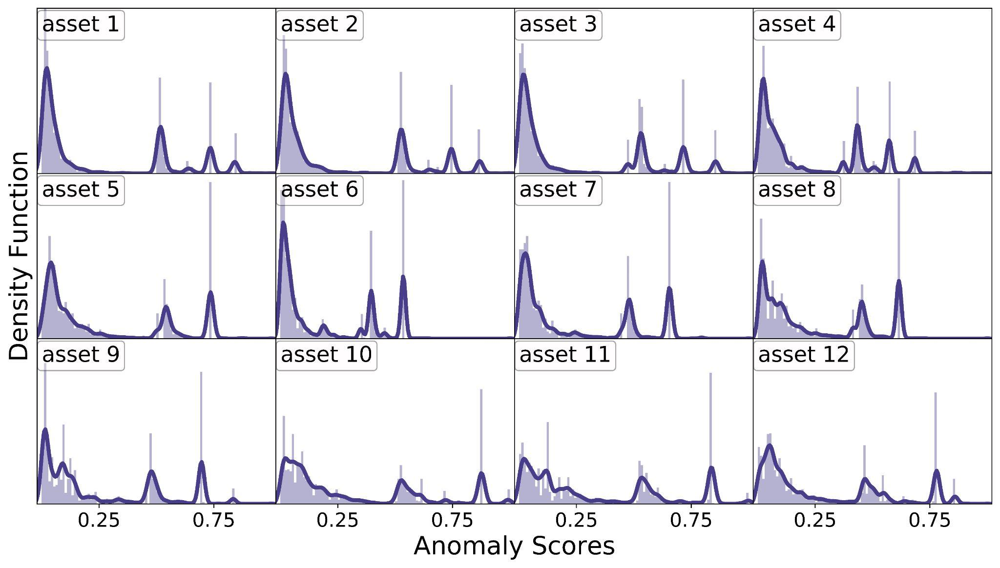 asset 1
asset 2
asset 3
asset 4
asset 5
asset 6
asset 7
asset 8
asset 9
asset 10
asset 11
asset 12
Density Function
0.25
0.75
0.25
0.75
0.25
0.75
0.25
0.75
Anomaly Scores